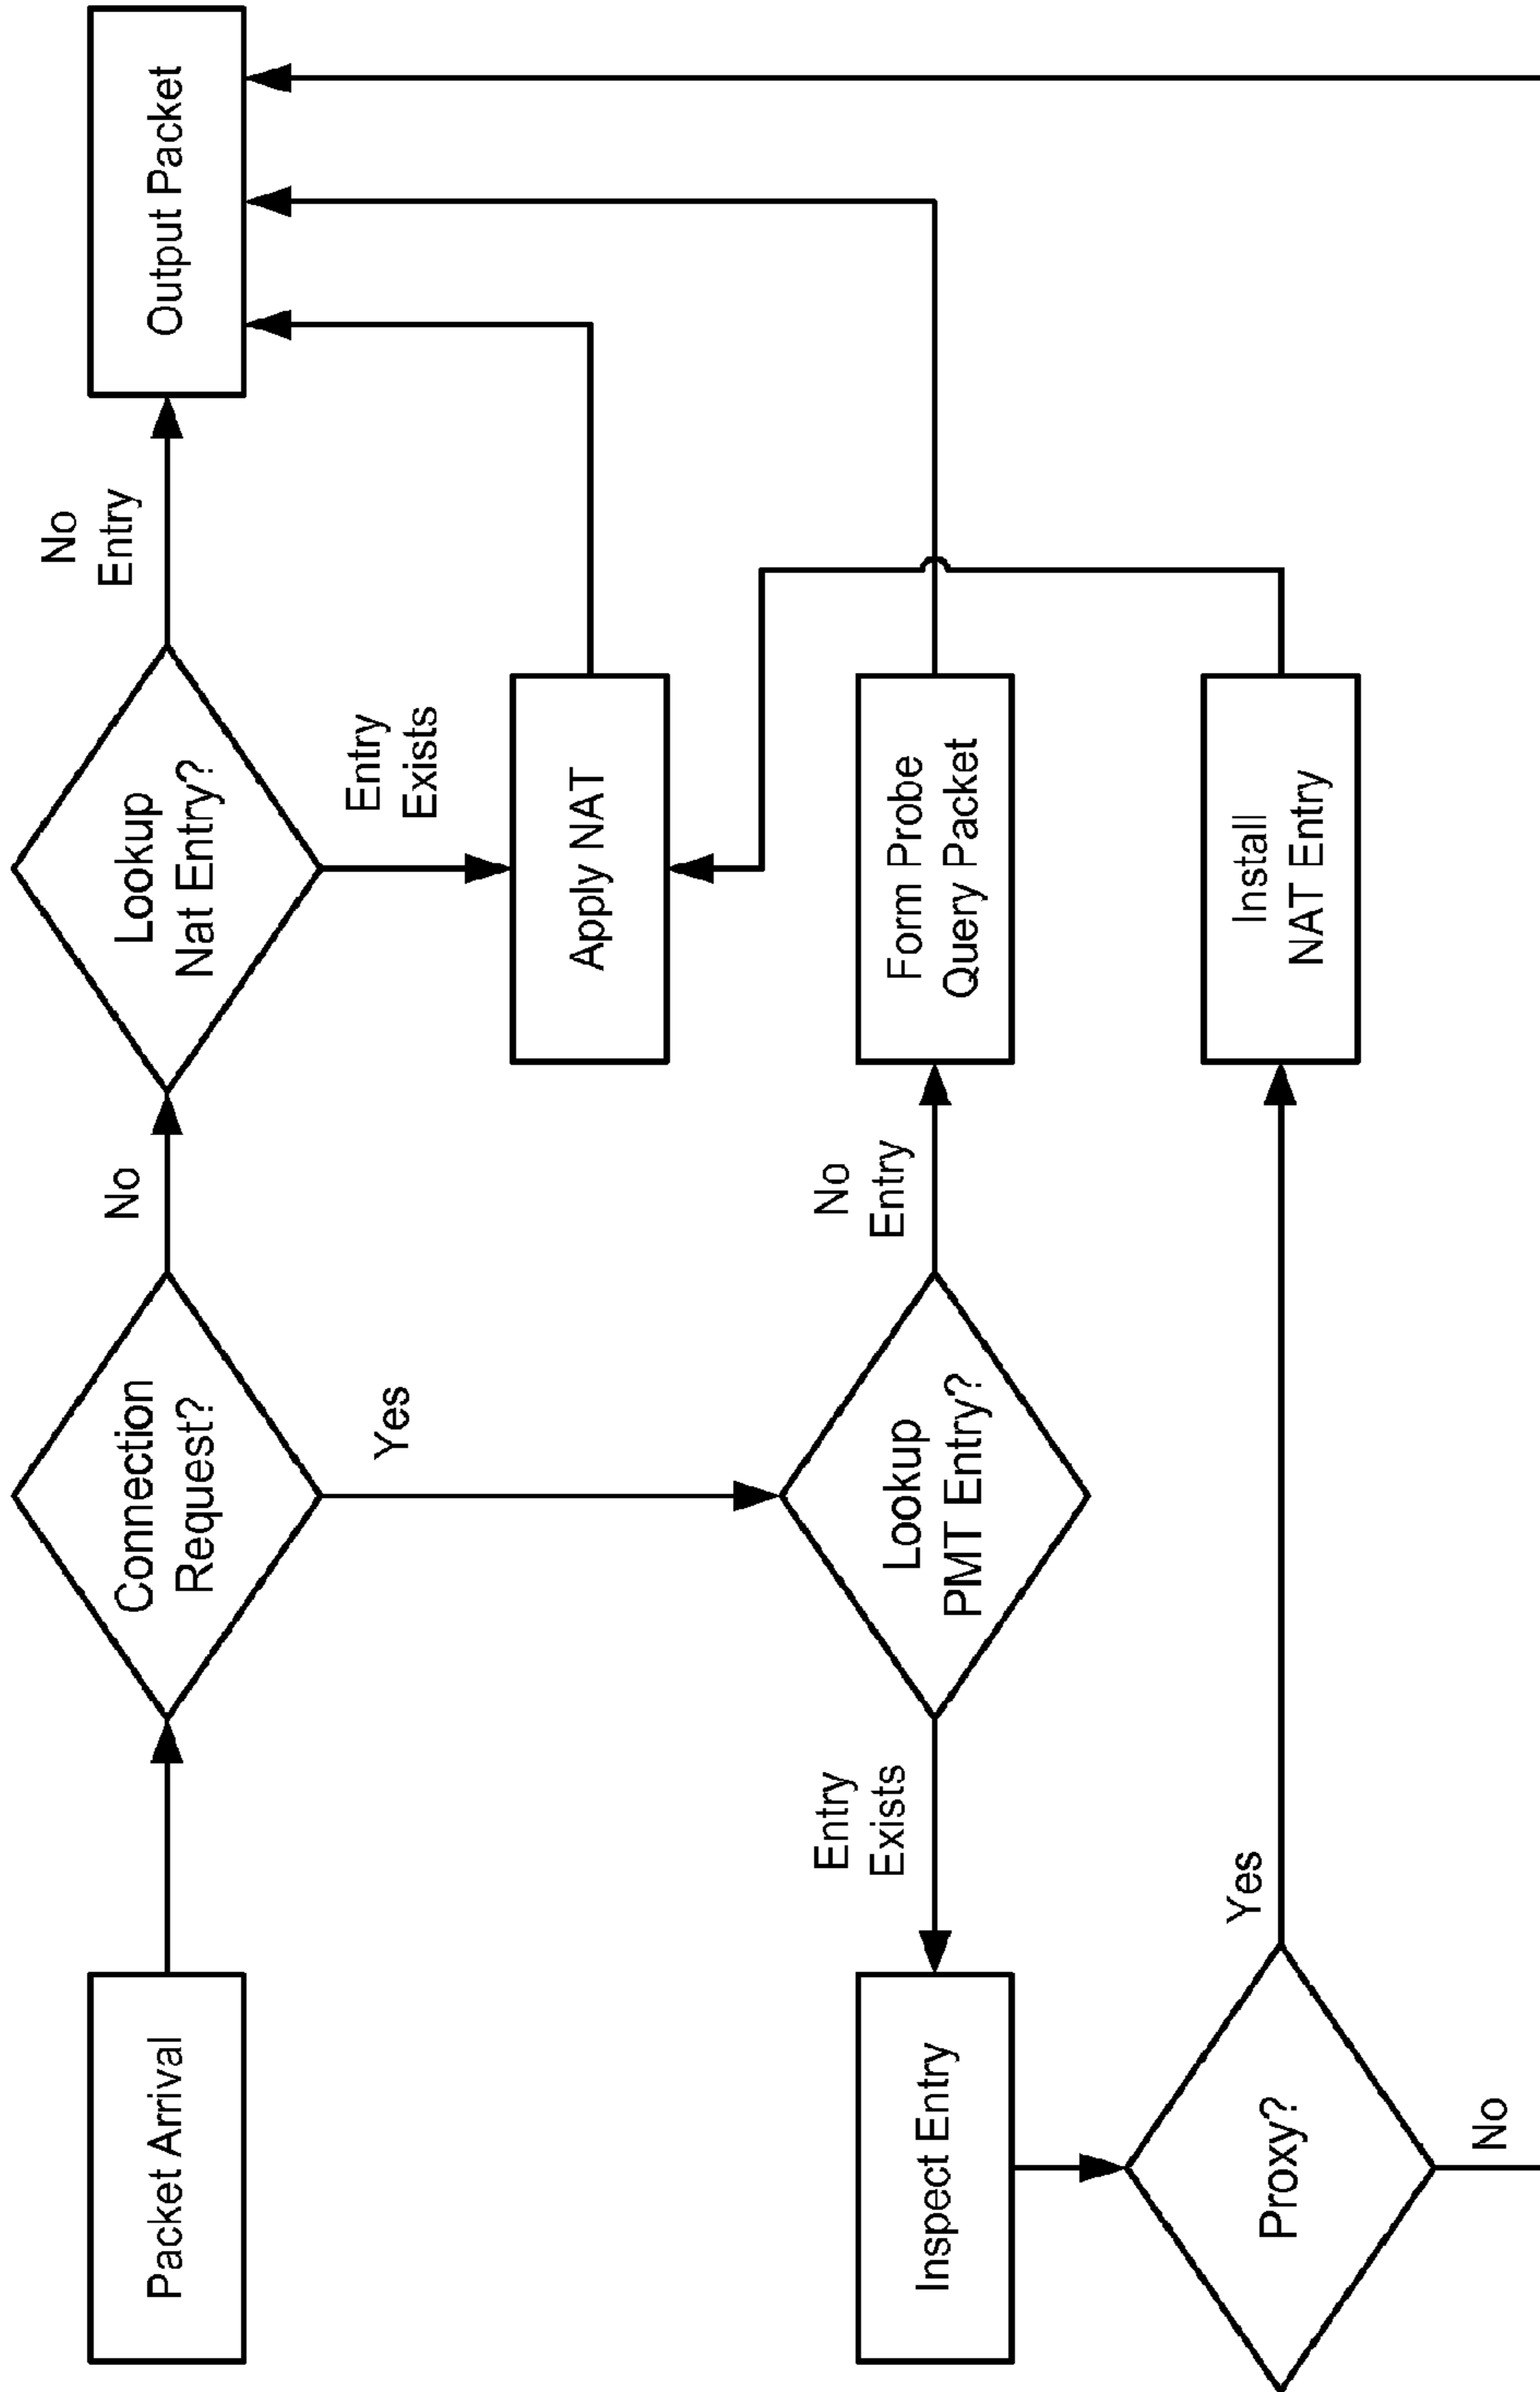 Packet Arrival
Connection
Request?
No
Lookup
Nat Entry?
No
Entry
Output Packet
Yes
Entry
Exists
Apply NAT
Inspect Entry
Entry
Exists
Lookup
PMT Entry?
No
Entry
Form Probe
Query Packet
Proxy?
Yes
Install
NAT Entry
No